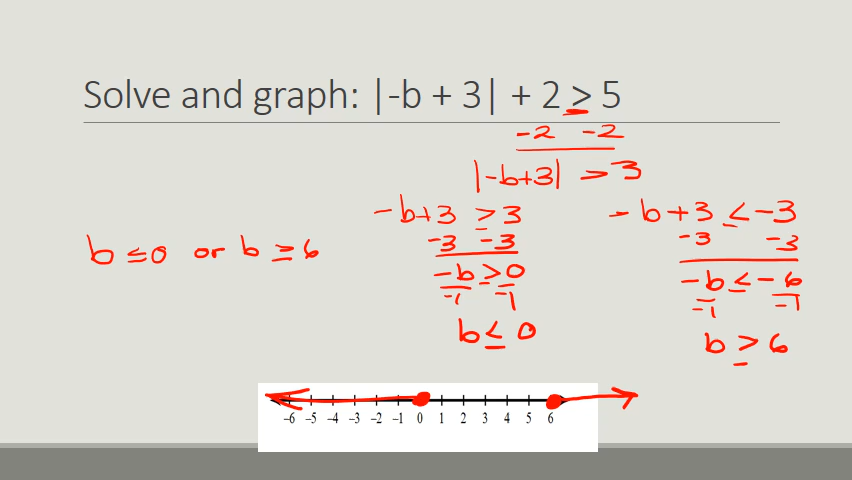 Solve and graph: |-b + 3| + 2 ≥ 5
-2 -2
|-b+3| > 3
-b+3 ≥ 3
-3 -3
-b ≥ 0
-1 -1
b ≤ 0
-b+3 ≤ -3
-3 -3
-b ≤ -6
-1 -1
b ≥ 6
b ≤ 0 or b ≥ 6
-6 -5 -4 -3 -2 -1 0 1 2 3 4 5 6